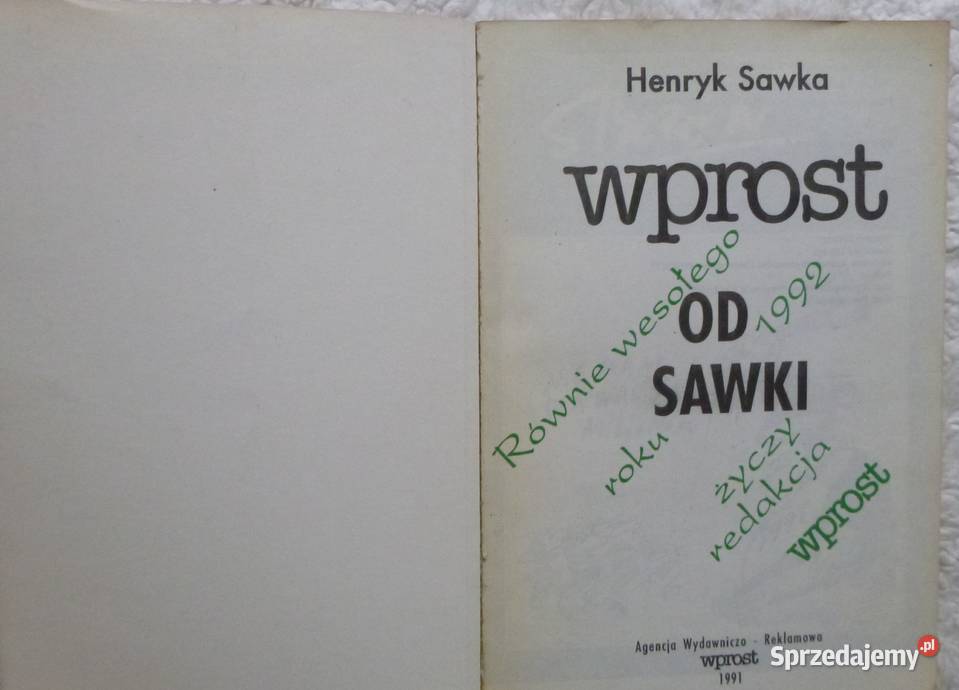 Henryk Sawka
wprost
OD
SAWKI
Równie wesołego
roku 1992
życzy
redakcja
wprost
Agencja Wydawniczo - Reklamowa
wprost
1991
Sprzedajemy.pl